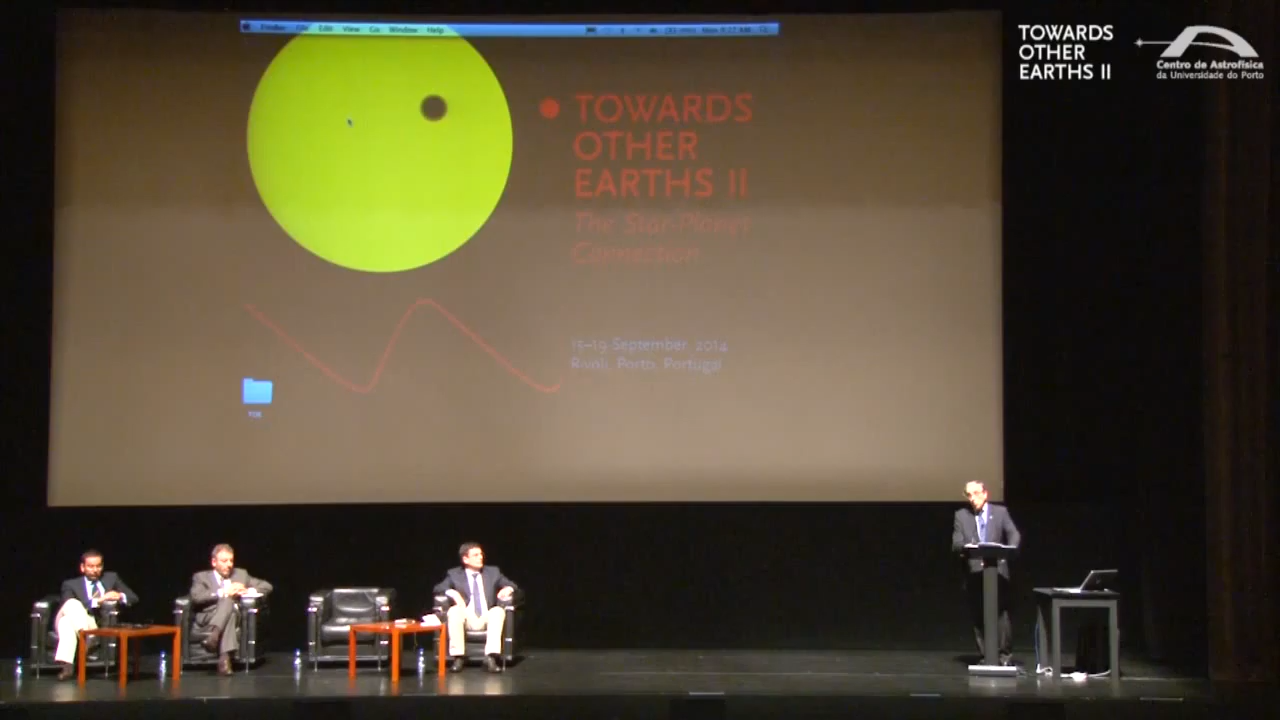 Finder File Edit View Go Window Help
TOWARDS
OTHER
EARTHS II
The Star-Planet
Connection
15–19 September, 2014
Rivoli, Porto, Portugal
TOWARDS
OTHER
EARTHS II
Centro de Astrofísica
da Universidade do Porto